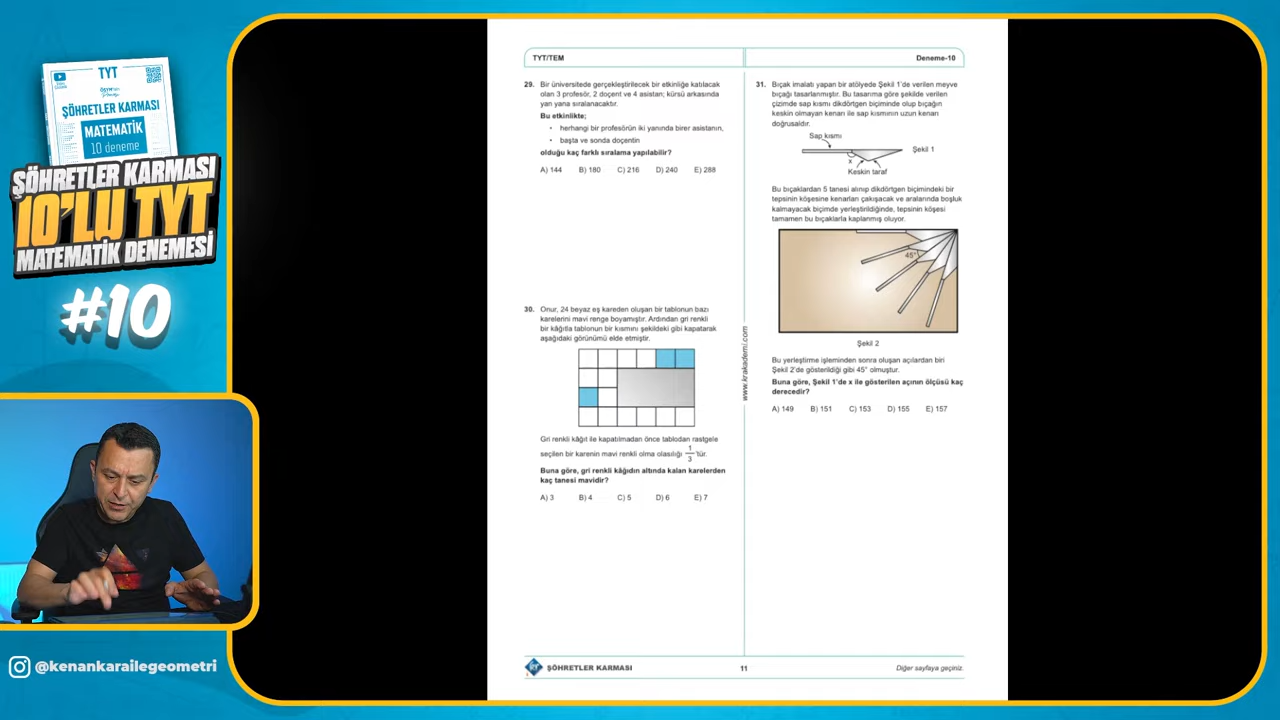 TYT
ÖSYM'nin
ŞÖHRETLER KARMASI
MATEMATİK
10 deneme
ŞÖHRETLER KARMASI
10'LU TYT
MATEMATİK DENEMESİ
#10
@kenankarailegeometri
TYT/TEM
Deneme-10
29. Bir üniversitede gerçekleştirilecek bir etkinliğe katılacak
olan 3 profesör, 2 doçent ve 4 asistan; kürsü arkasında
yan yana sıralanacaktır.
Bu etkinlikte;
• herhangi bir profesörün iki yanında birer asistanın,
• başta ve sonda doçentin
olduğu kaç farklı sıralama yapılabilir?
A) 144 B) 180 C) 216 D) 240 E) 288
30. Onur, 24 beyaz eş kareden oluşan bir tablonun bazı
karelerini mavi renge boyamıştır. Ardından gri renkli
bir kâğıtla tablonun bir kısmını şekildeki gibi kapatarak
aşağıdaki görünümü elde etmiştir.
Gri renkli kâğıt ile kapatılmadan önce tablodan rastgele
seçilen bir karenin mavi renkli olma olasılığı 1/3 'tür.
Buna göre, gri renkli kâğıdın altında kalan karelerden
kaç tanesi mavidir?
A) 3 B) 4 C) 5 D) 6 E) 7
31. Bıçak imalatı yapan bir atölyede Şekil 1'de verilen meyve
bıçağı tasarlanmıştır. Bu tasarıma göre şekilde verilen
çizimde sap kısmı dikdörtgen biçiminde olup bıçağın
keskin olmayan kenarı ile sap kısmının uzun kenarı
doğrusaldır.
Sap kısmı
Şekil 1
x
Keskin taraf
Bu bıçaklardan 5 tanesi alınıp dikdörtgen biçimindeki bir
tepsinin köşesine kenarları çakışacak ve aralarında boşluk
kalmayacak biçimde yerleştirildiğinde, tepsinin köşesi
tamamen bu bıçaklarla kaplanmış oluyor.
45°
Şekil 2
Bu yerleştirme işleminden sonra oluşan açılardan biri
Şekil 2'de gösterildiği gibi 45° olmuştur.
Buna göre, Şekil 1'de x ile gösterilen açının ölçüsü kaç
derecedir?
A) 149 B) 151 C) 153 D) 155 E) 157
www.krakademi.com
ŞÖHRETLER KARMASI
11
Diğer sayfaya geçiniz.